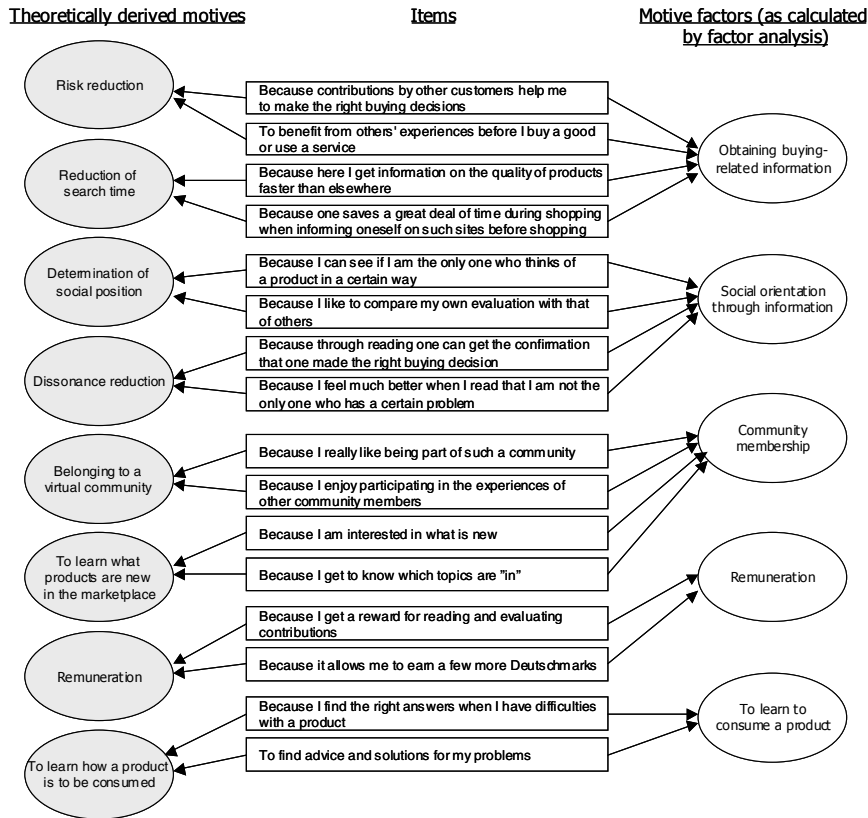 Theoretically derived motives
Items
Motive factors (as calculated
by factor analysis)
Risk reduction
Reduction of
search time
Determination of
social position
Dissonance reduction
Belonging to a
virtual community
To learn what
products are new
in the marketplace
Remuneration
To learn how a product
is to be consumed
Because contributions by other customers help me
to make the right buying decisions
To benefit from others' experiences before I buy a good
or use a service
Because here I get information on the quality of products
faster than elsewhere
Because one saves a great deal of time during shopping
when informing oneself on such sites before shopping
Because I can see if I am the only one who thinks of
a product in a certain way
Because I like to compare my own evaluation with that
of others
Because through reading one can get the confirmation
that one made the right buying decision
Because I feel much better when I read that I am not the
only one who has a certain problem
Because I really like being part of such a community
Because I enjoy participating in the experiences of
other community members
Because I am interested in what is new
Because I get to know which topics are ”in”
Because I get a reward for reading and evaluating
contributions
Because it allows me to earn a few more Deutschmarks
Because I find the right answers when I have difficulties
with a product
To find advice and solutions for my problems
Obtaining buying-
related information
Social orientation
through information
Community
membership
Remuneration
To learn to
consume a product